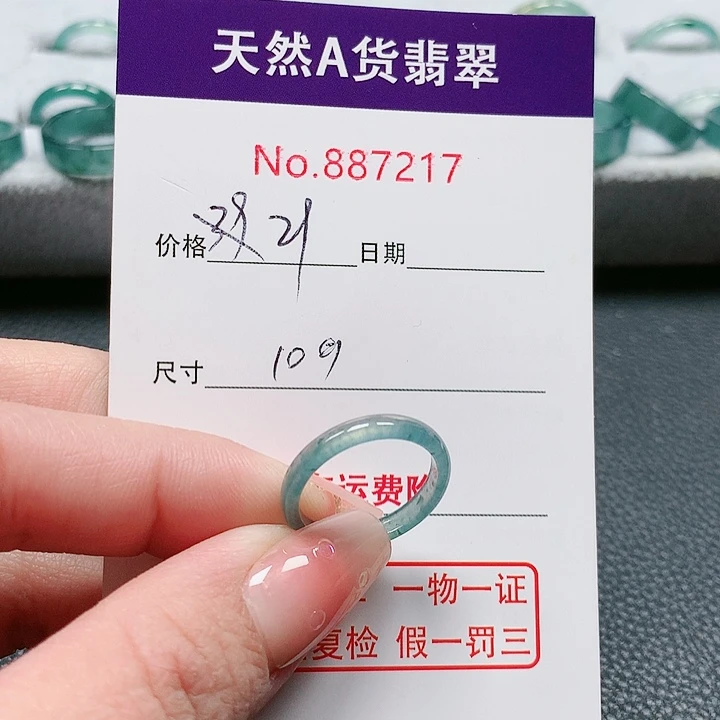 天然A货翡翠
No.887217
价格 21 日期
尺寸 109
运费
一物一证
复检 假一罚三